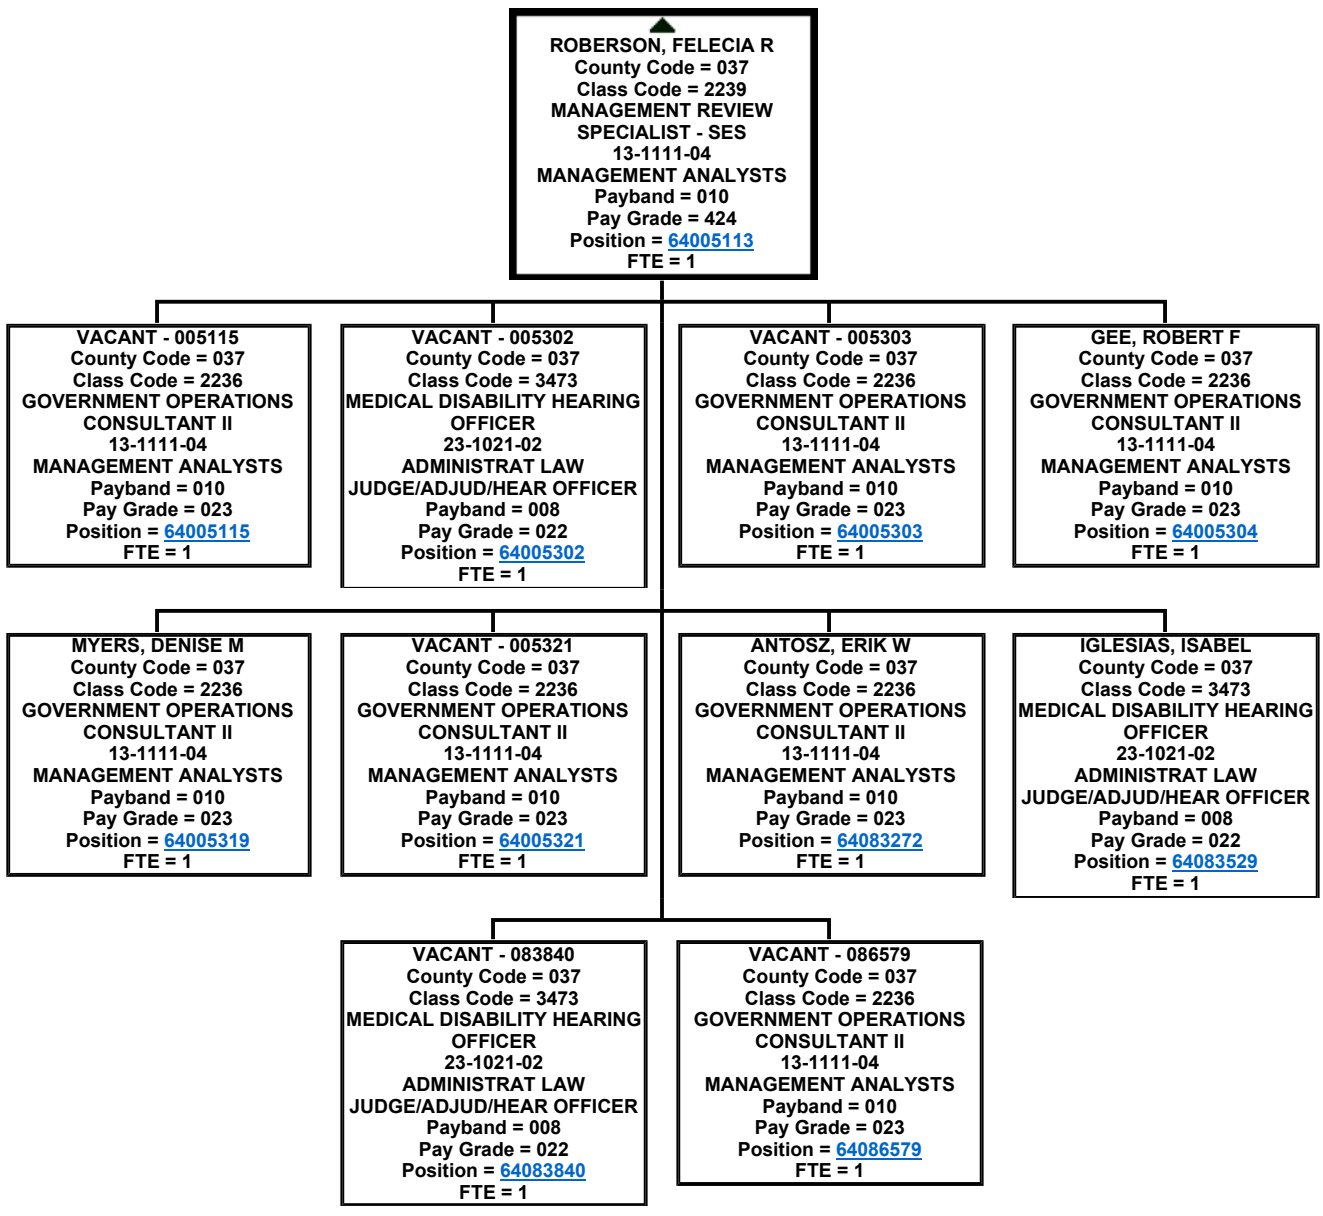 ROBERSON, FELECIA R
County Code = 037
Class Code = 2239
MANAGEMENT REVIEW
SPECIALIST - SES
13-1111-04
MANAGEMENT ANALYSTS
Payband = 010
Pay Grade = 424
Position = 64005113
FTE = 1
VACANT - 005115
County Code = 037
Class Code = 2236
GOVERNMENT OPERATIONS
CONSULTANT II
13-1111-04
MANAGEMENT ANALYSTS
Payband = 010
Pay Grade = 023
Position = 64005115
FTE = 1
VACANT - 005302
County Code = 037
Class Code = 3473
MEDICAL DISABILITY HEARING
OFFICER
23-1021-02
ADMINISTRAT LAW
JUDGE/ADJUD/HEAR OFFICER
Payband = 008
Pay Grade = 022
Position = 64005302
FTE = 1
VACANT - 005303
County Code = 037
Class Code = 2236
GOVERNMENT OPERATIONS
CONSULTANT II
13-1111-04
MANAGEMENT ANALYSTS
Payband = 010
Pay Grade = 023
Position = 64005303
FTE = 1
GEE, ROBERT F
County Code = 037
Class Code = 2236
GOVERNMENT OPERATIONS
CONSULTANT II
13-1111-04
MANAGEMENT ANALYSTS
Payband = 010
Pay Grade = 023
Position = 64005304
FTE = 1
MYERS, DENISE M
County Code = 037
Class Code = 2236
GOVERNMENT OPERATIONS
CONSULTANT II
13-1111-04
MANAGEMENT ANALYSTS
Payband = 010
Pay Grade = 023
Position = 64005319
FTE = 1
VACANT - 005321
County Code = 037
Class Code = 2236
GOVERNMENT OPERATIONS
CONSULTANT II
13-1111-04
MANAGEMENT ANALYSTS
Payband = 010
Pay Grade = 023
Position = 64005321
FTE = 1
ANTOSZ, ERIK W
County Code = 037
Class Code = 2236
GOVERNMENT OPERATIONS
CONSULTANT II
13-1111-04
MANAGEMENT ANALYSTS
Payband = 010
Pay Grade = 023
Position = 64083272
FTE = 1
IGLESIAS, ISABEL
County Code = 037
Class Code = 3473
MEDICAL DISABILITY HEARING
OFFICER
23-1021-02
ADMINISTRAT LAW
JUDGE/ADJUD/HEAR OFFICER
Payband = 008
Pay Grade = 022
Position = 64083529
FTE = 1
VACANT - 083840
County Code = 037
Class Code = 3473
MEDICAL DISABILITY HEARING
OFFICER
23-1021-02
ADMINISTRAT LAW
JUDGE/ADJUD/HEAR OFFICER
Payband = 008
Pay Grade = 022
Position = 64083840
FTE = 1
VACANT - 086579
County Code = 037
Class Code = 2236
GOVERNMENT OPERATIONS
CONSULTANT II
13-1111-04
MANAGEMENT ANALYSTS
Payband = 010
Pay Grade = 023
Position = 64086579
FTE = 1